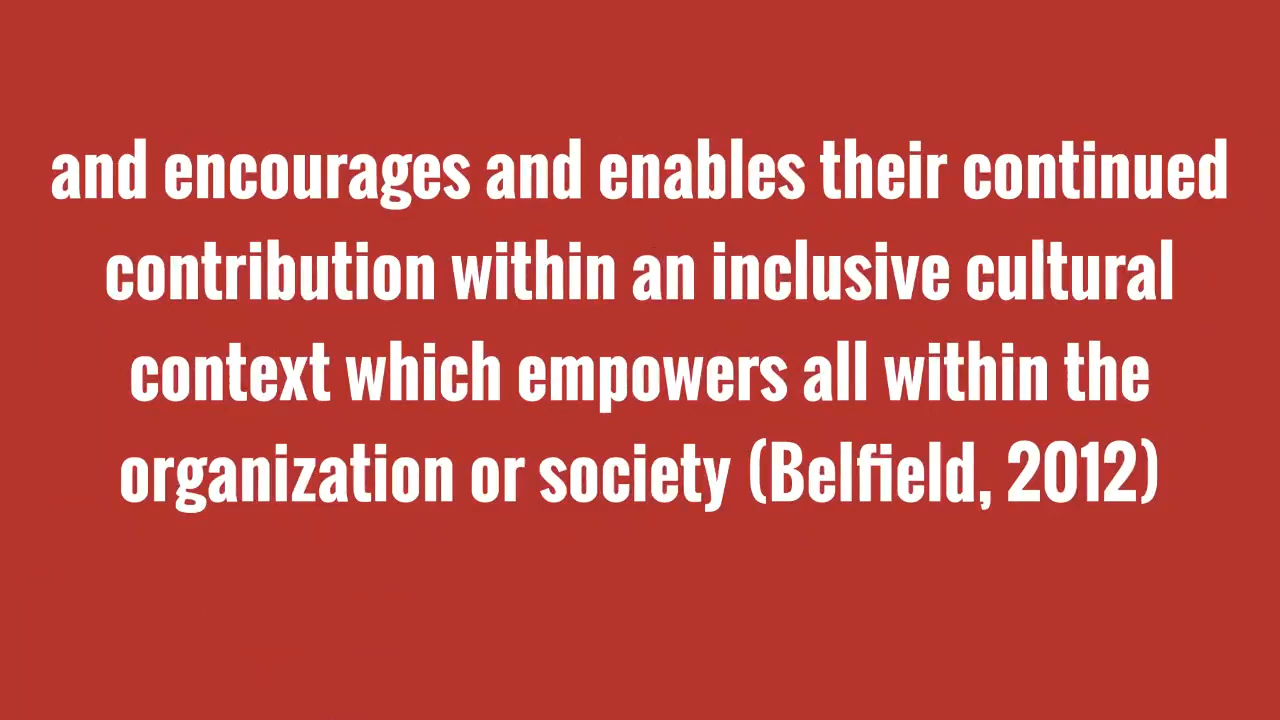 and encourages and enables their continued
contribution within an inclusive cultural
context which empowers all within the
organization or society (Belfield, 2012)